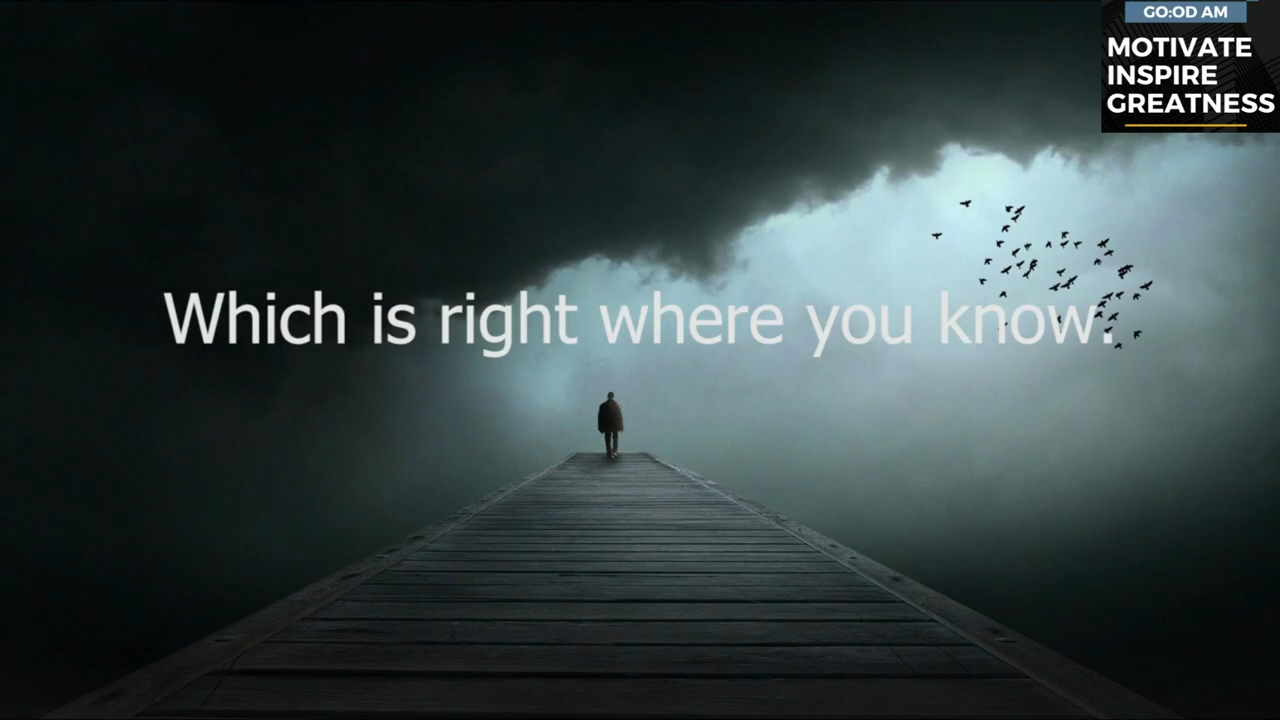 GO:OD AM
MOTIVATE
INSPIRE
GREATNESS
Which is right where you know.